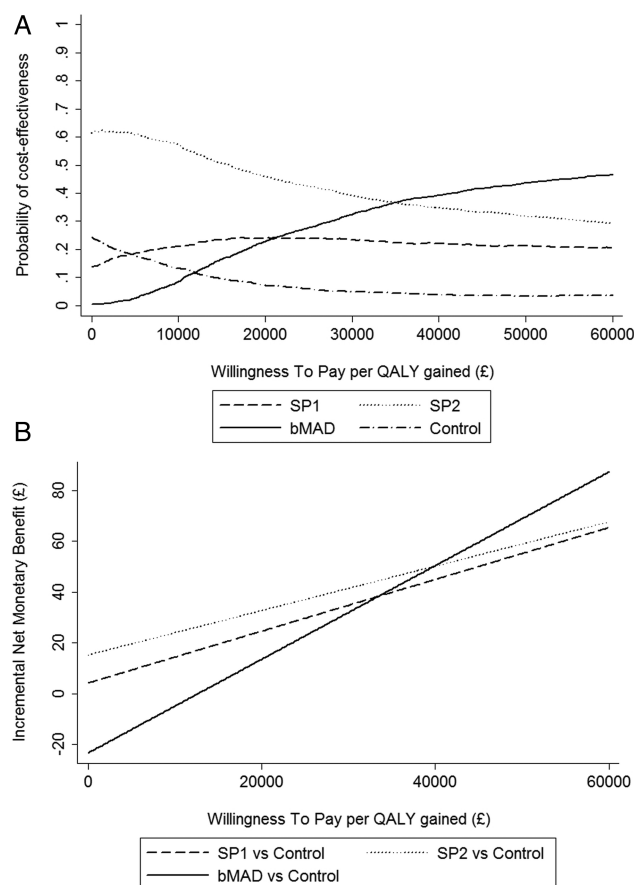 A
Probability of cost-effectiveness
1
.9
.8
.7
.6
.5
.4
.3
.2
.1
0
0 10000 20000 30000 40000 50000 60000
Willingness To Pay per QALY gained (£)
SP1 SP2
bMAD Control
B
Incremental Net Monetary Benefit (£)
80
60
40
20
0
-20
0 20000 40000 60000
Willingness To Pay per QALY gained (£)
SP1 vs Control SP2 vs Control
bMAD vs Control